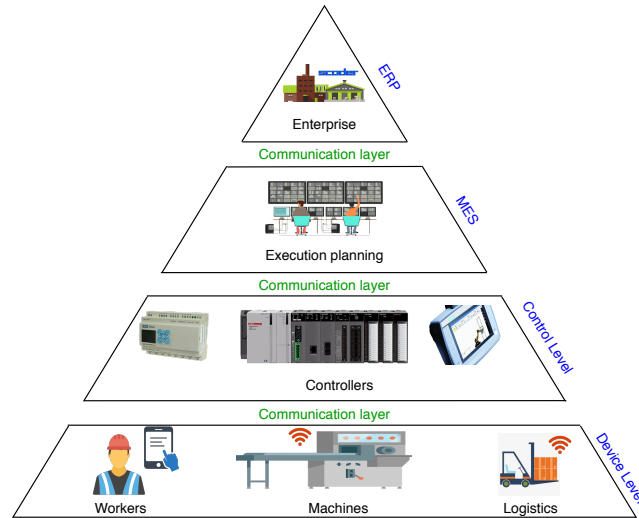 ERP
Enterprise
Communication layer
MES
Execution planning
Communication layer
Control Level
Controllers
Communication layer
Device Level
Workers
Machines
Logistics